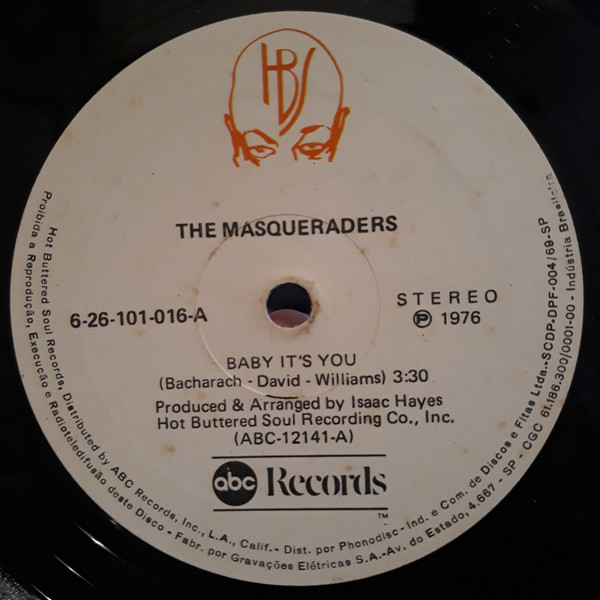 HBS
THE MASQUERADERS
6-26-101-016-A
STEREO
Ⓟ 1976
BABY IT'S YOU
(Bacharach - David - Williams) 3:30
Produced & Arranged by Isaac Hayes
Hot Buttered Soul Recording Co., Inc.
(ABC-12141-A)
abc Records
TM
Hot Buttered Soul Records, Distributed by ABC Records, Inc., L.A., Calif.- Dist. por Phonodisc-Ind. e Com. de Discos e Fitas Ltda..SCDP-DPF-004/69-SP
Proibida a Reprodução, Execução e Radioteledifusão deste Disco - Fabr. por Gravações Elétricas S.A.-Av. do Estado, 4.667 - SP - CGC 61.186.300/0001-00 - Indústria Brasileira